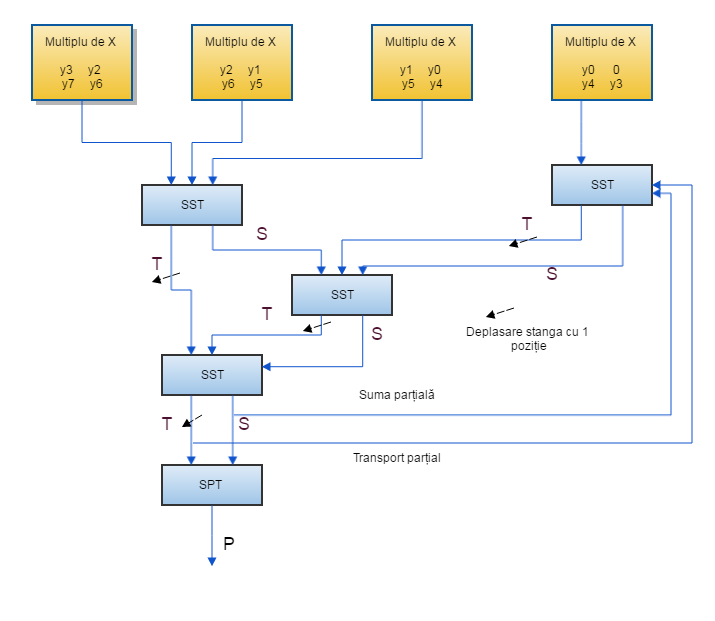 Multiplu de X
y3 y2
y7 y6
Multiplu de X
y2 y1
y6 y5
Multiplu de X
y1 y0
y5 y4
Multiplu de X
y0 0
y4 y3
SST
SST
S
T
T
S
SST
T
S
Deplasare stanga cu 1
poziție
SST
Suma parțială
T
S
Transport parțial
SPT
P